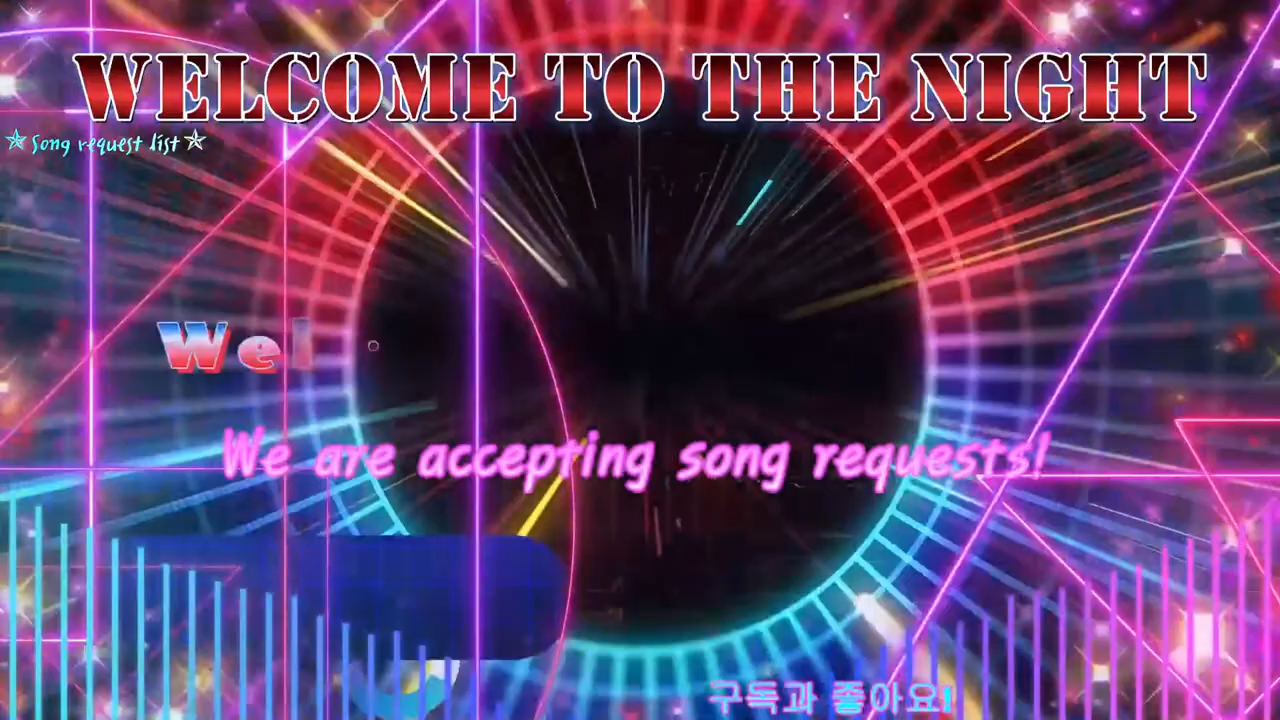 WELCOME TO THE NIGHT
☆Song request list☆
Wel
We are accepting song requests!
구독과 좋아요!